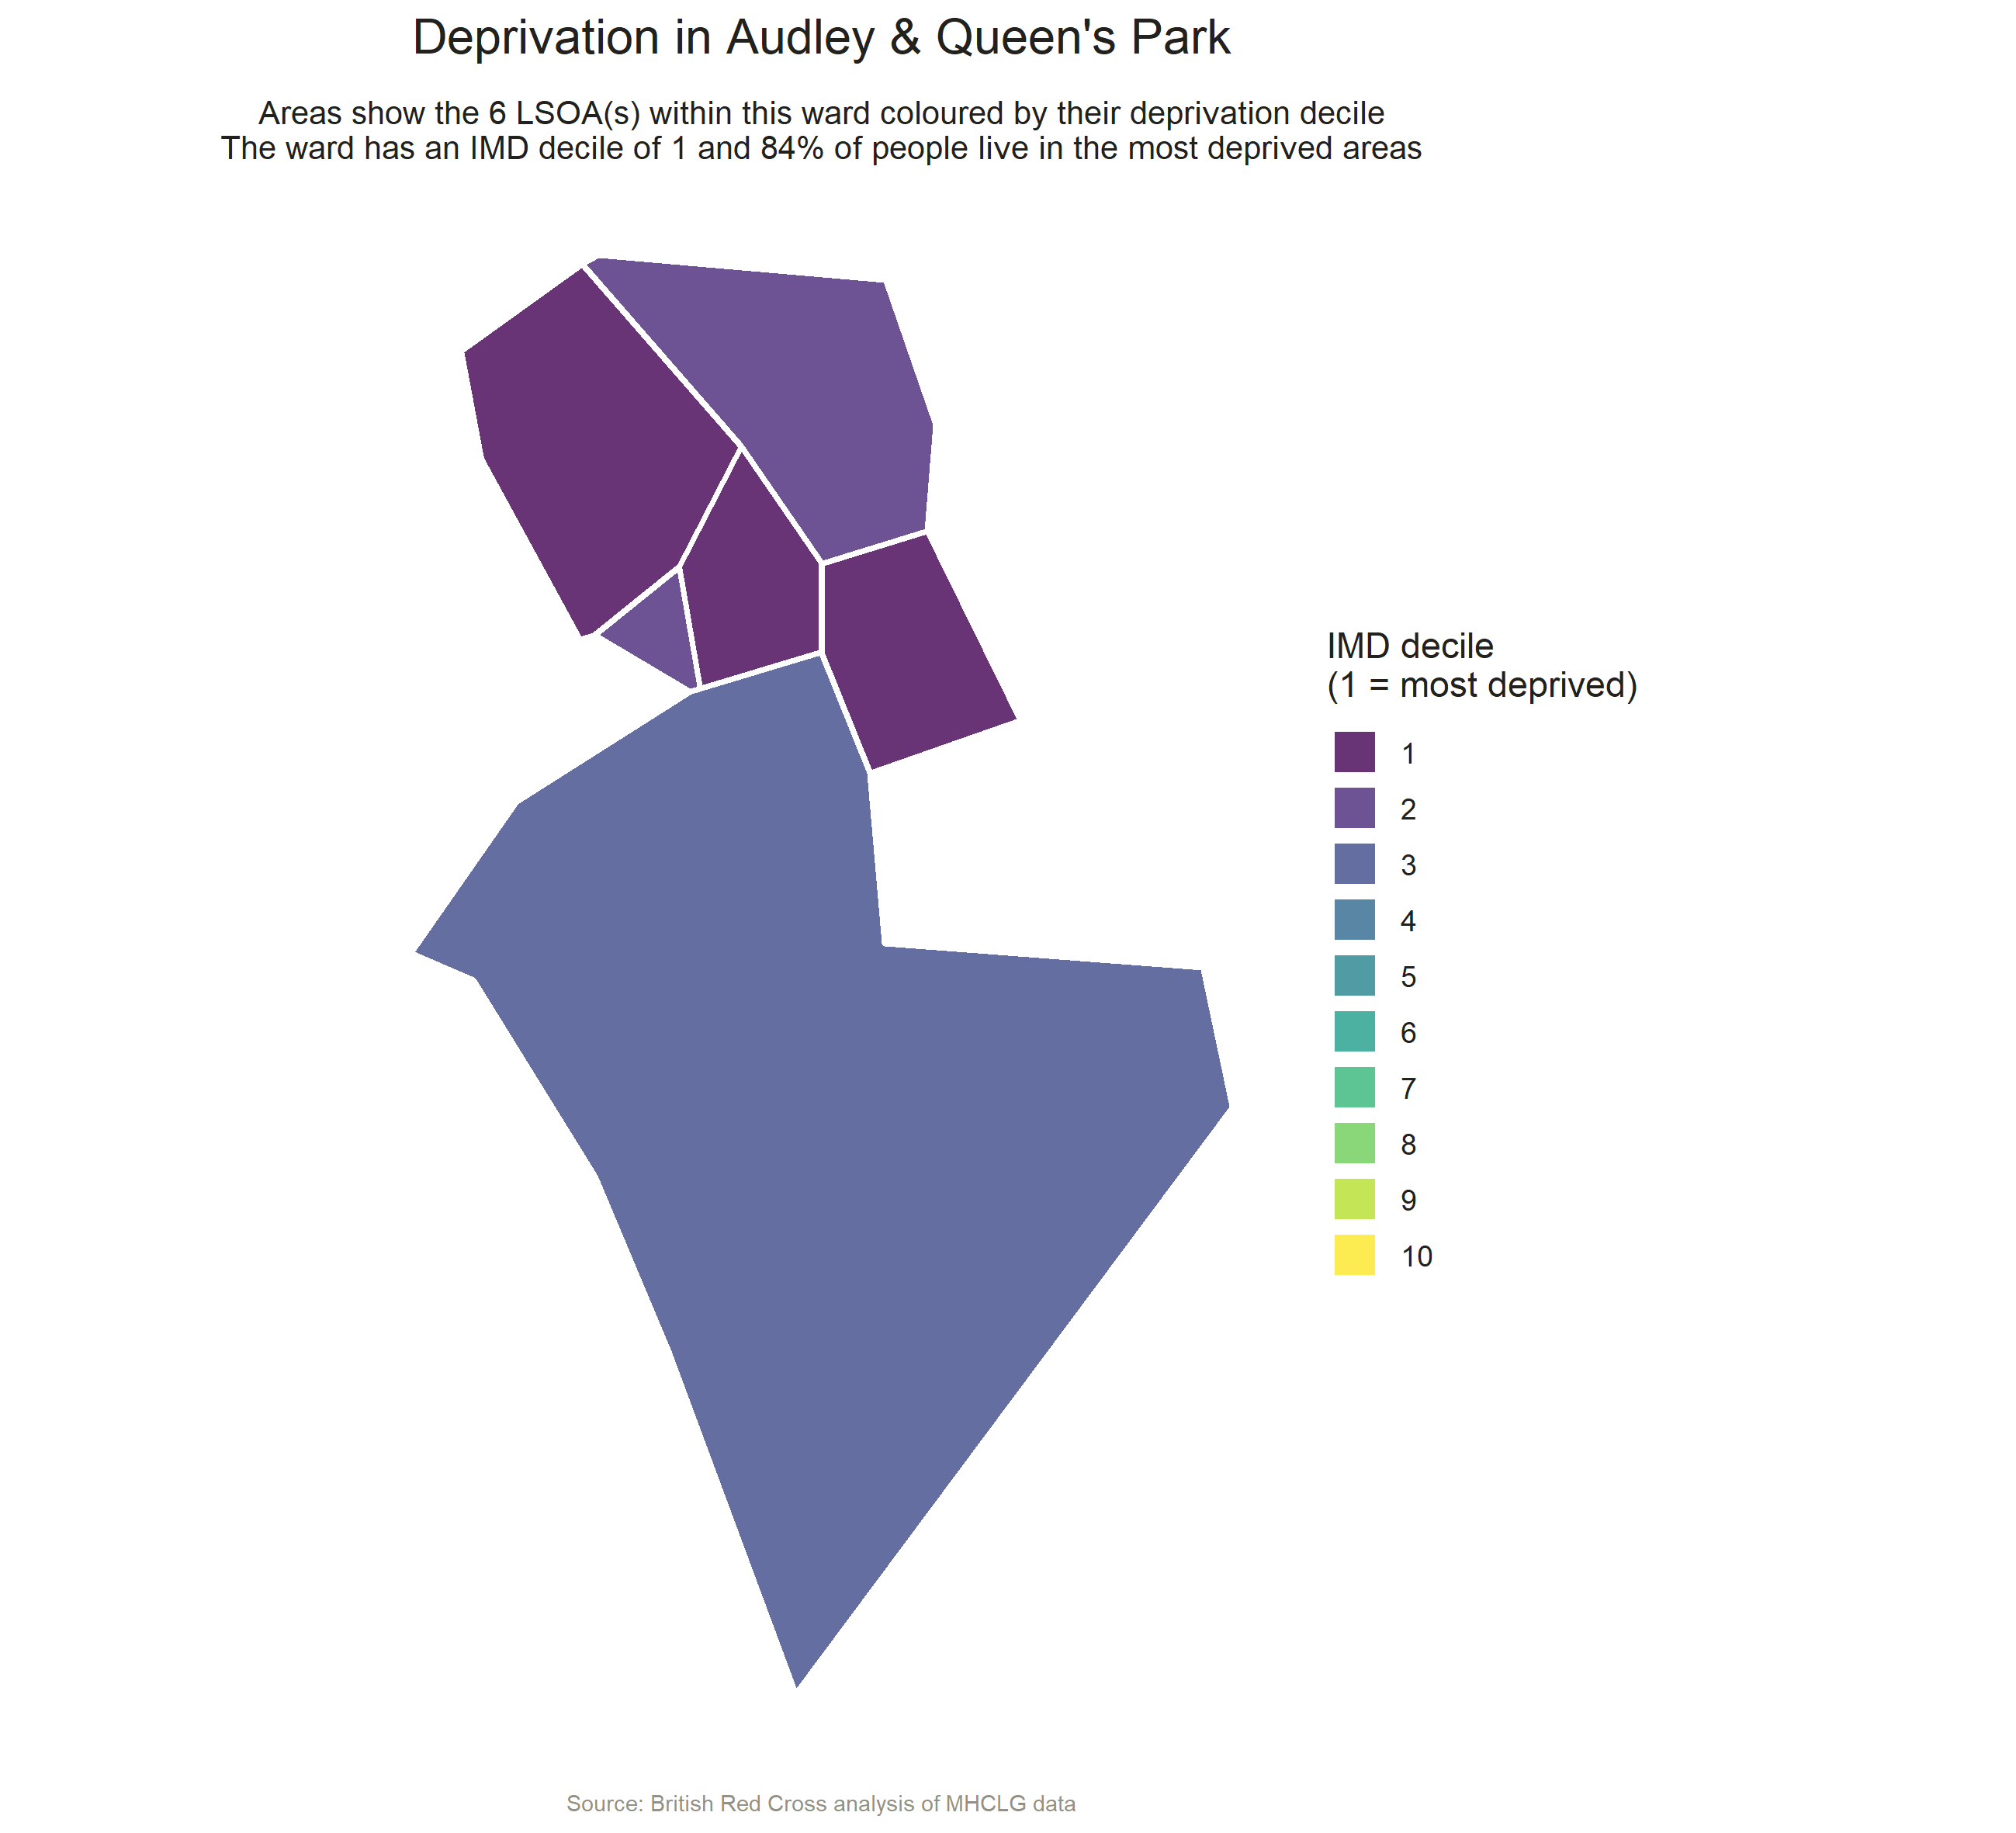 Deprivation in Audley & Queen's Park
Areas show the 6 LSOA(s) within this ward coloured by their deprivation decile
The ward has an IMD decile of 1 and 84% of people live in the most deprived areas
IMD decile
(1 = most deprived)
1
2
3
4
5
6
7
8
9
10
Source: British Red Cross analysis of MHCLG data